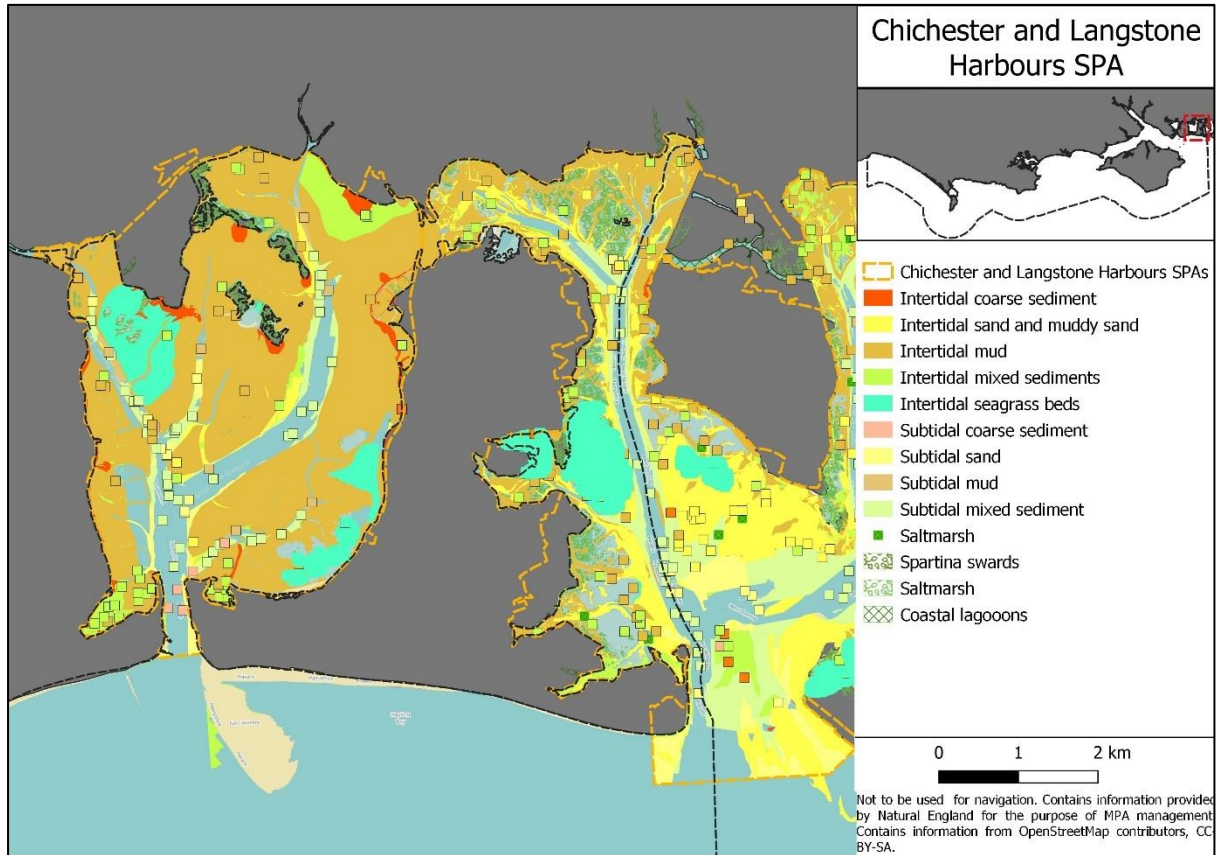 Chichester and Langstone
Harbours SPA
Chichester and Langstone Harbours SPAs
Intertidal coarse sediment
Intertidal sand and muddy sand
Intertidal mud
Intertidal mixed sediments
Intertidal seagrass beds
Subtidal coarse sediment
Subtidal sand
Subtidal mud
Subtidal mixed sediment
Saltmarsh
Spartina swards
Saltmarsh
Coastal lagooons
0 1 2 km
Not to be used for navigation. Contains information provided
by Natural England for the purpose of MPA management
Contains information from OpenStreetMap contributors, CC-
BY-SA.